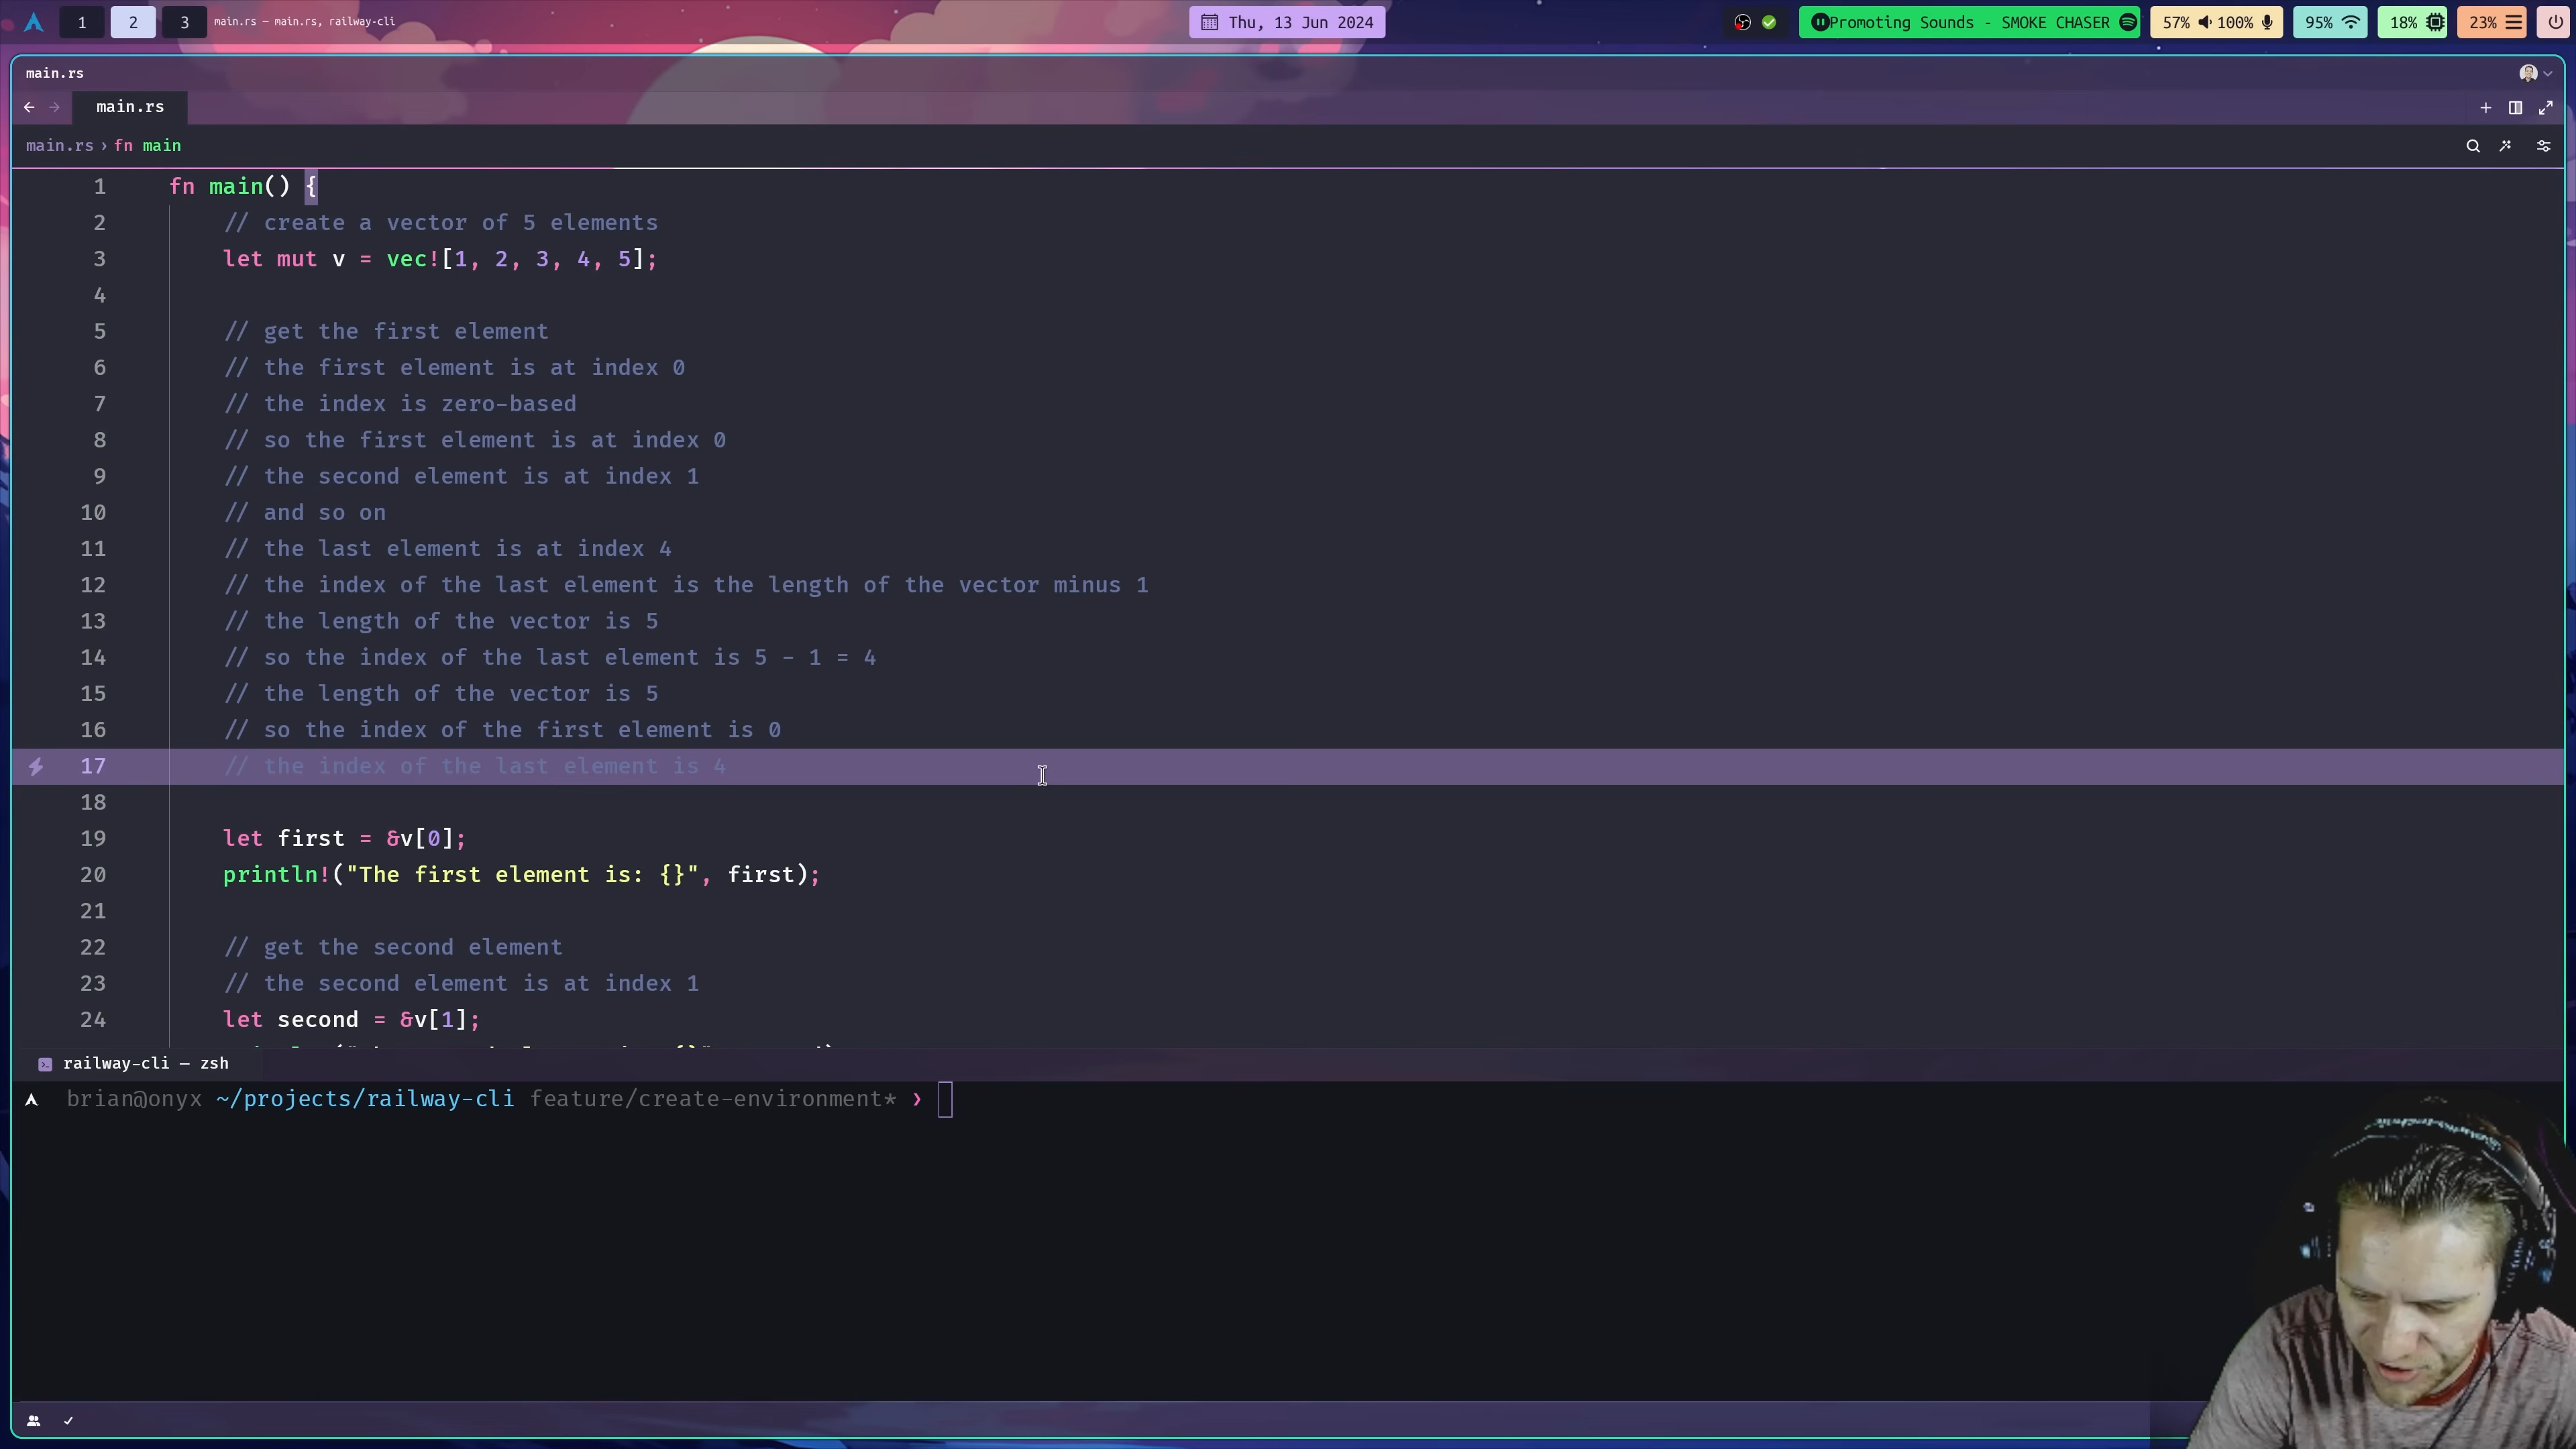 1 2 3 main.rs — main.rs, railway-cli Thu, 13 Jun 2024 Promoting Sounds - SMOKE CHASER 57% 100% 95% 18% 23%
main.rs
main.rs
main.rs › fn main
1 fn main() {
2 // create a vector of 5 elements
3 let mut v = vec![1, 2, 3, 4, 5];
4
5 // get the first element
6 // the first element is at index 0
7 // the index is zero-based
8 // so the first element is at index 0
9 // the second element is at index 1
10 // and so on
11 // the last element is at index 4
12 // the index of the last element is the length of the vector minus 1
13 // the length of the vector is 5
14 // so the index of the last element is 5 - 1 = 4
15 // the length of the vector is 5
16 // so the index of the first element is 0
17 // the index of the last element is 4
18
19 let first = &v[0];
20 println!("The first element is: {}", first);
21
22 // get the second element
23 // the second element is at index 1
24 let second = &v[1];
railway-cli — zsh
brian@onyx ~/projects/railway-cli feature/create-environment* ❯